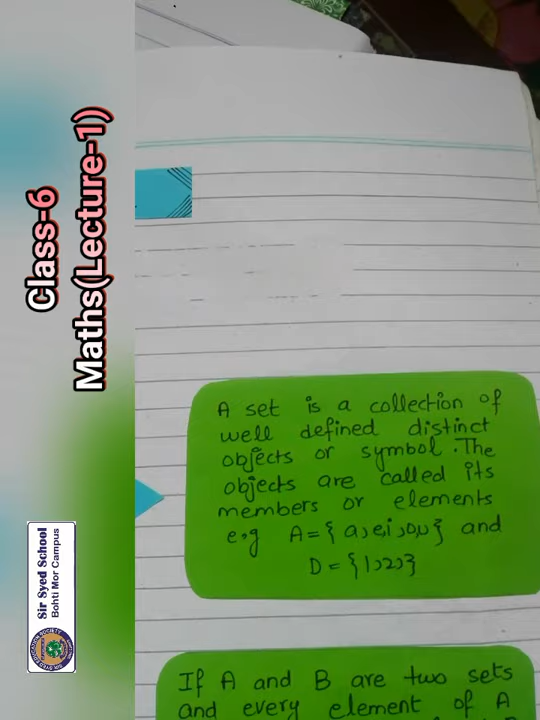 Class-6
Maths(Lecture-1)
Sir Syed School
Bohti Mor Campus
A set is a collection of
well defined distinct
objects or symbol. The
objects are called its
members or elements
e.g A={a,e,i,o,u} and
D={1,2,}
If A and B are two sets
and every element of A